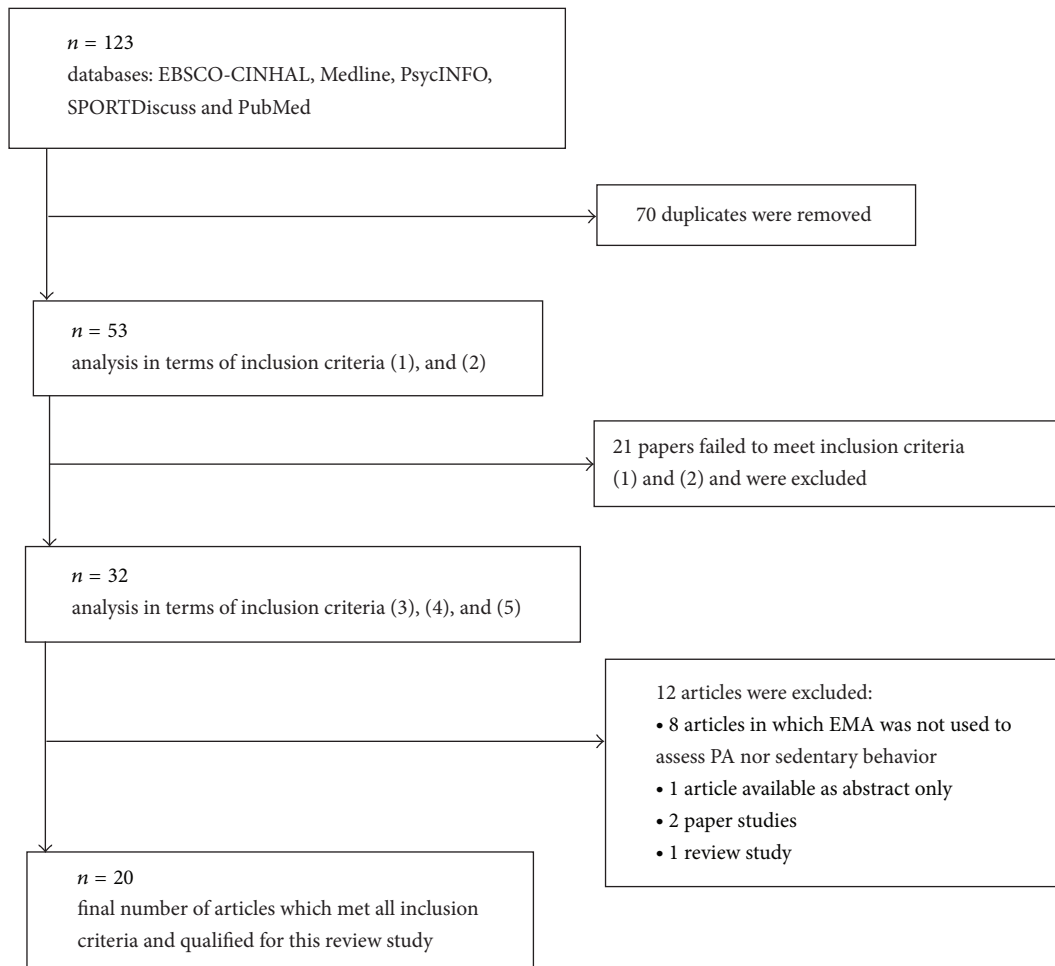 n = 123
databases: EBSCO-CINHAL, Medline, PsycINFO,
SPORTDiscuss and PubMed
70 duplicates were removed
n = 53
analysis in terms of inclusion criteria (1), and (2)
21 papers failed to meet inclusion criteria
(1) and (2) and were excluded
n = 32
analysis in terms of inclusion criteria (3), (4), and (5)
12 articles were excluded:
• 8 articles in which EMA was not used to
assess PA nor sedentary behavior
• 1 article available as abstract only
• 2 paper studies
• 1 review study
n = 20
final number of articles which met all inclusion
criteria and qualified for this review study